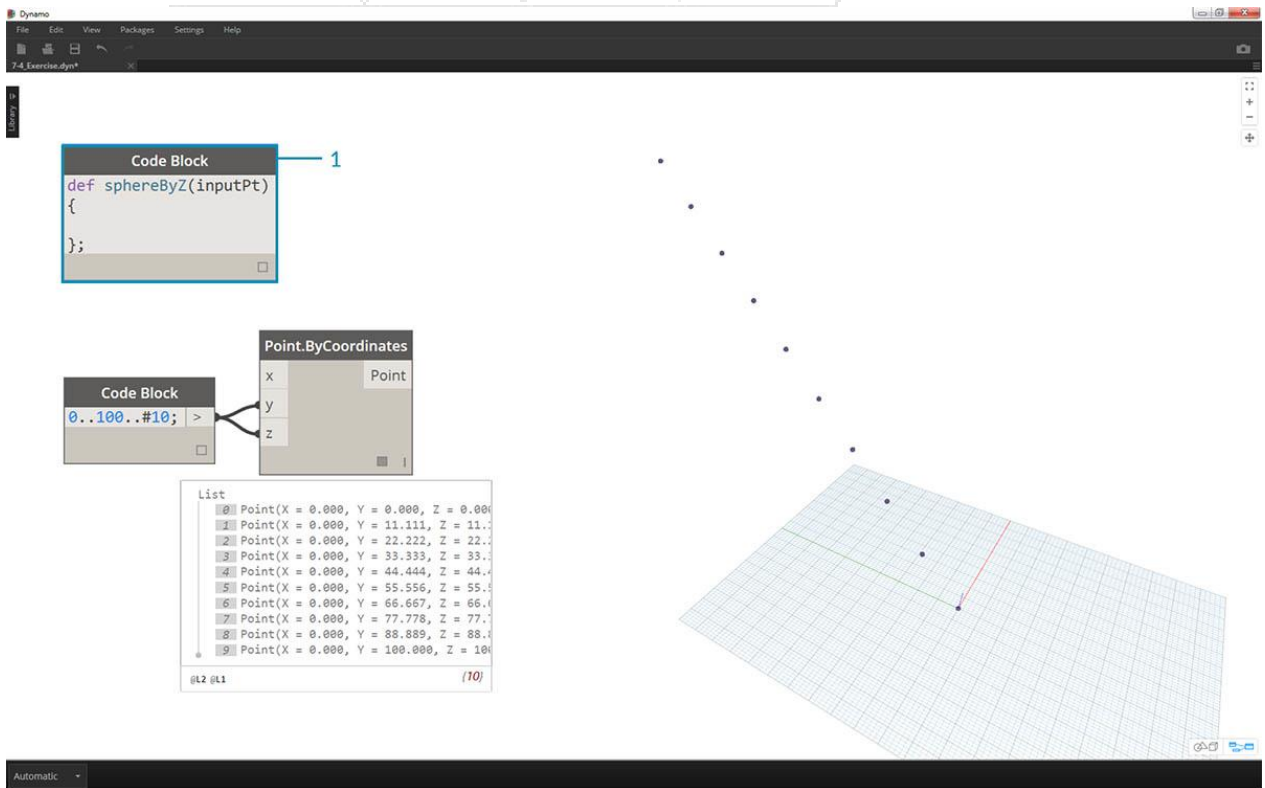 Dynamo
File Edit View Packages Settings Help
7-4_Exercise.dyn*
Library
Code Block
1
def sphereByZ(inputPt)
{
};
Point.ByCoordinates
x Point
y
z
Code Block
0..100..#10; >
List
0 Point(X = 0.000, Y = 0.000, Z = 0.000
1 Point(X = 0.000, Y = 11.111, Z = 11.
2 Point(X = 0.000, Y = 22.222, Z = 22.
3 Point(X = 0.000, Y = 33.333, Z = 33.
4 Point(X = 0.000, Y = 44.444, Z = 44.
5 Point(X = 0.000, Y = 55.556, Z = 55.
6 Point(X = 0.000, Y = 66.667, Z = 66.
7 Point(X = 0.000, Y = 77.778, Z = 77.
8 Point(X = 0.000, Y = 88.889, Z = 88.
9 Point(X = 0.000, Y = 100.000, Z = 10
@L2 @L1 {10}
Automatic